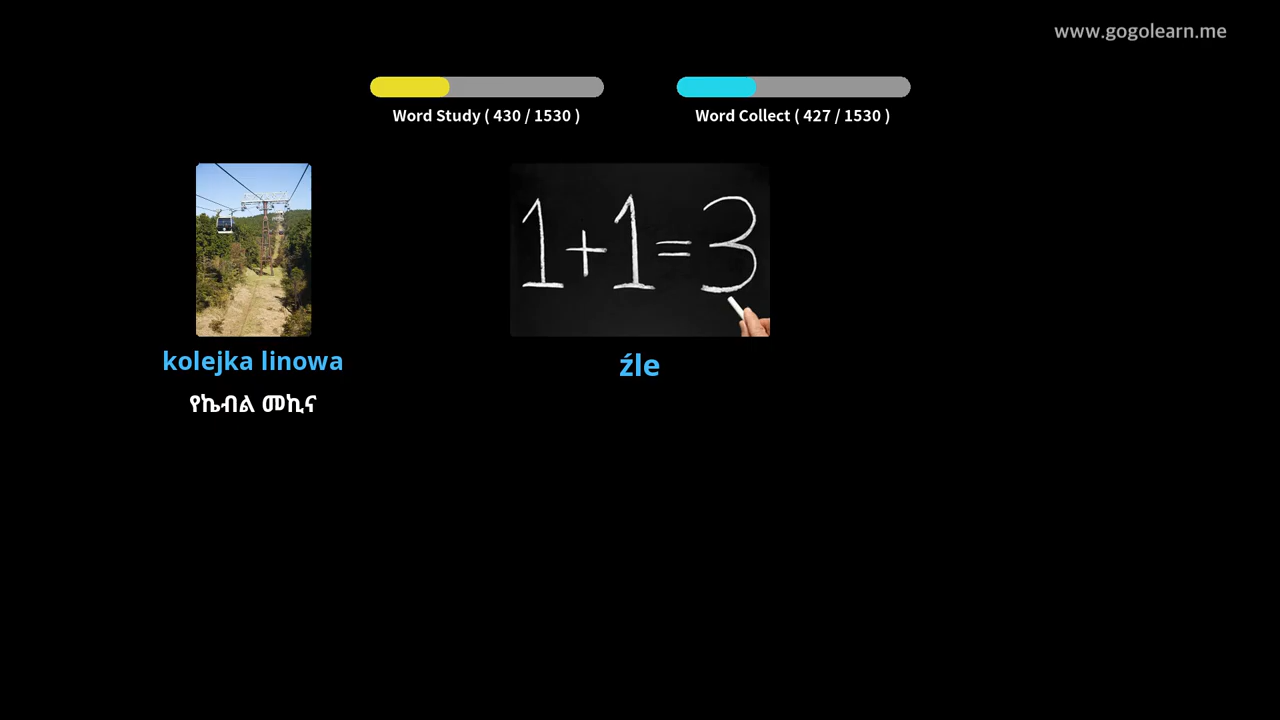 www.gogolearn.me
Word Study ( 430 / 1530 )
Word Collect ( 427 / 1530 )
1+1=3
kolejka linowa
źle
የኬብል መኪና